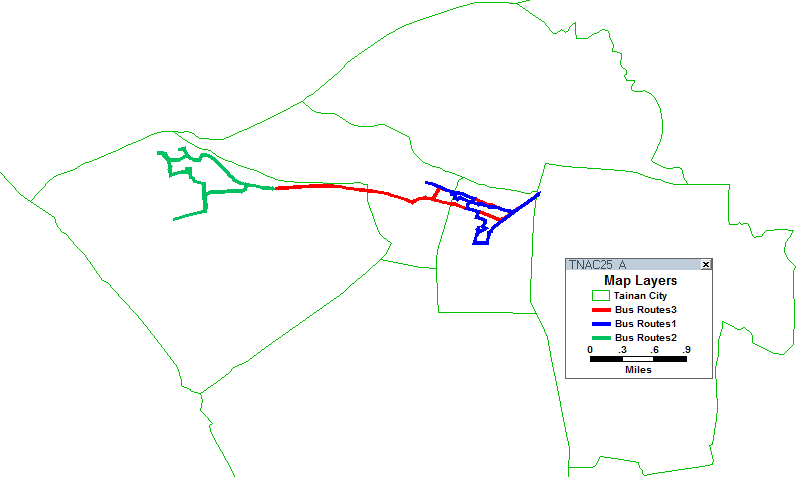 TNAC25_A
Map Layers
Tainan City
Bus Routes3
Bus Routes1
Bus Routes2
0 .3 .6 .9
Miles